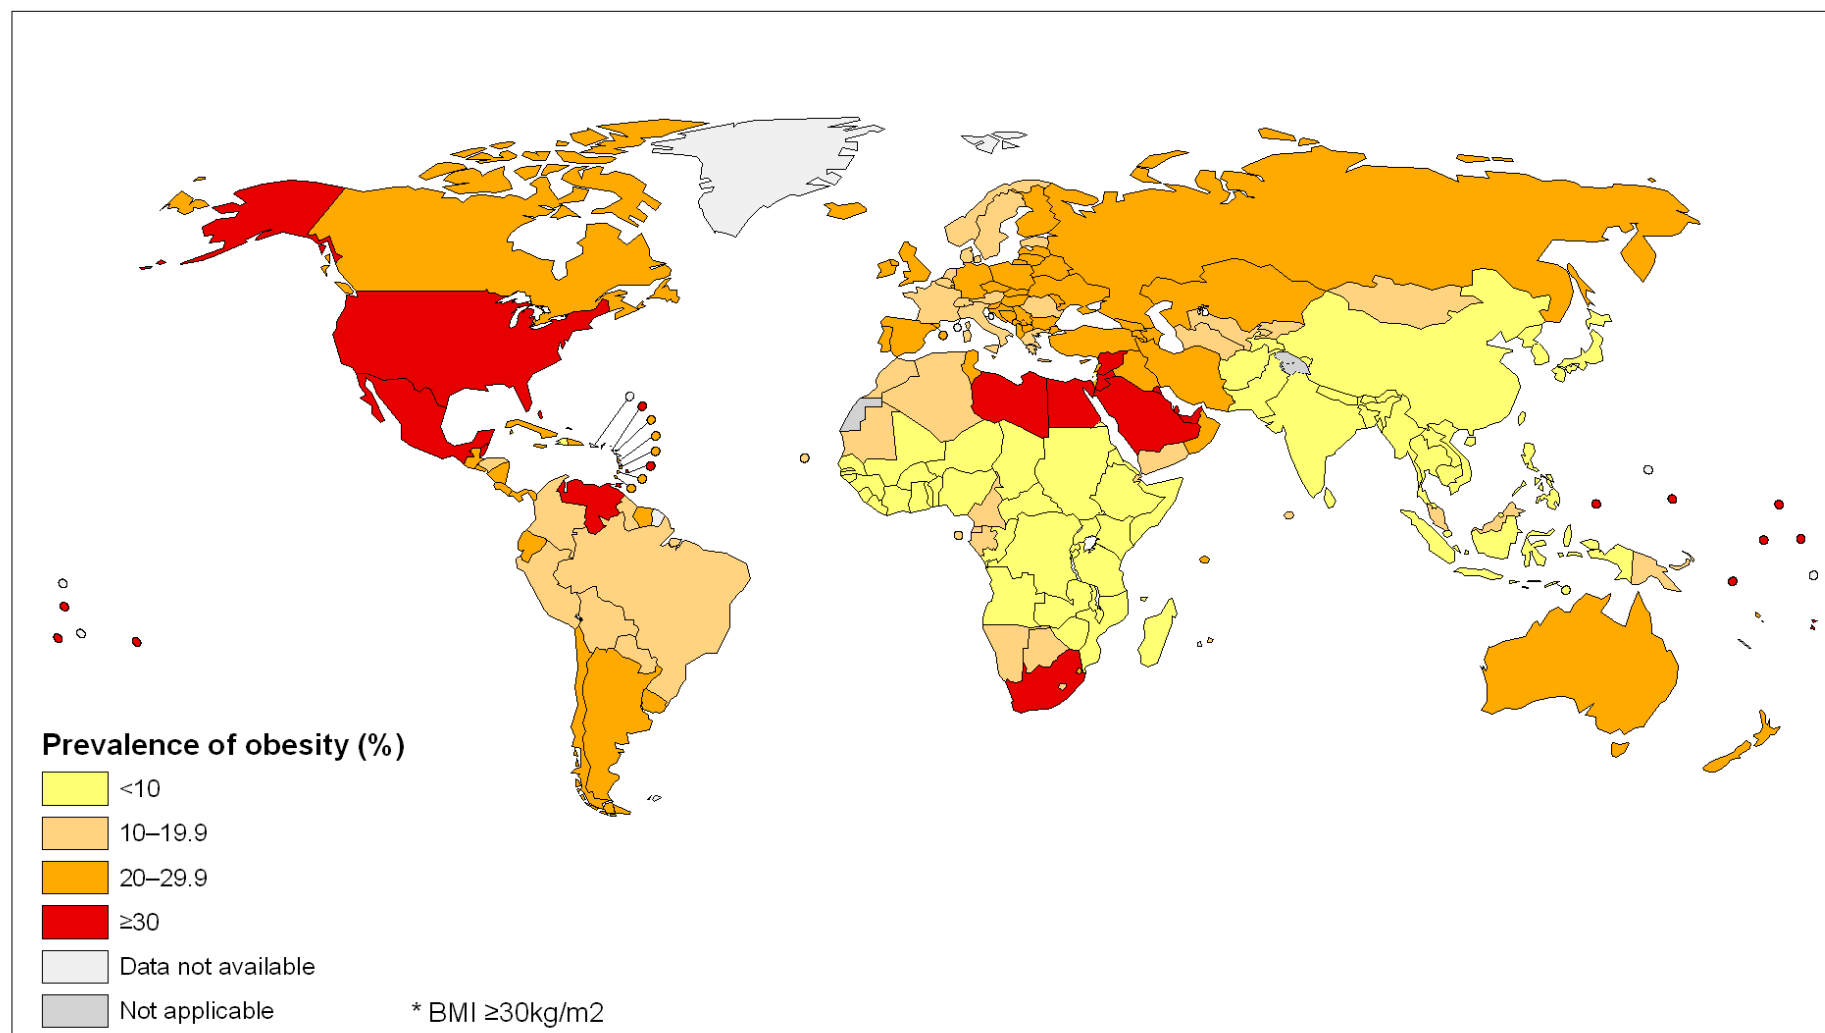 Prevalence of obesity (%)
<10
10–19.9
20–29.9
≥30
Data not available
Not applicable
* BMI ≥30kg/m2